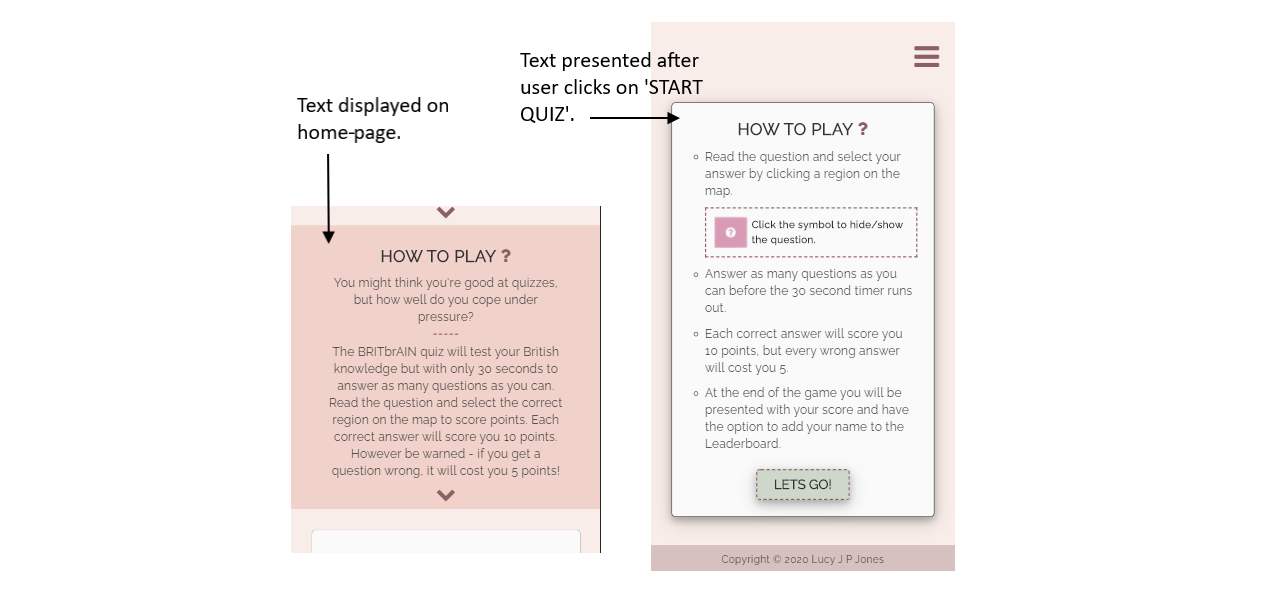 Text displayed on
home-page.
HOW TO PLAY ?
You might think you're good at quizzes,
but how well do you cope under
pressure?
-----
The BRITbrAIN quiz will test your British
knowledge but with only 30 seconds to
answer as many questions as you can.
Read the question and select the correct
region on the map to score points. Each
correct answer will score you 10 points.
However be warned - if you get a
question wrong, it will cost you 5 points!
Text presented after
user clicks on 'START
QUIZ'.
HOW TO PLAY ?
Read the question and select your
answer by clicking a region on the
map.
Click the symbol to hide/show
the question.
Answer as many questions as you
can before the 30 second timer runs
out.
Each correct answer will score you
10 points, but every wrong answer
will cost you 5.
At the end of the game you will be
presented with your score and have
the option to add your name to the
Leaderboard.
LETS GO!
Copyright © 2020 Lucy J P Jones